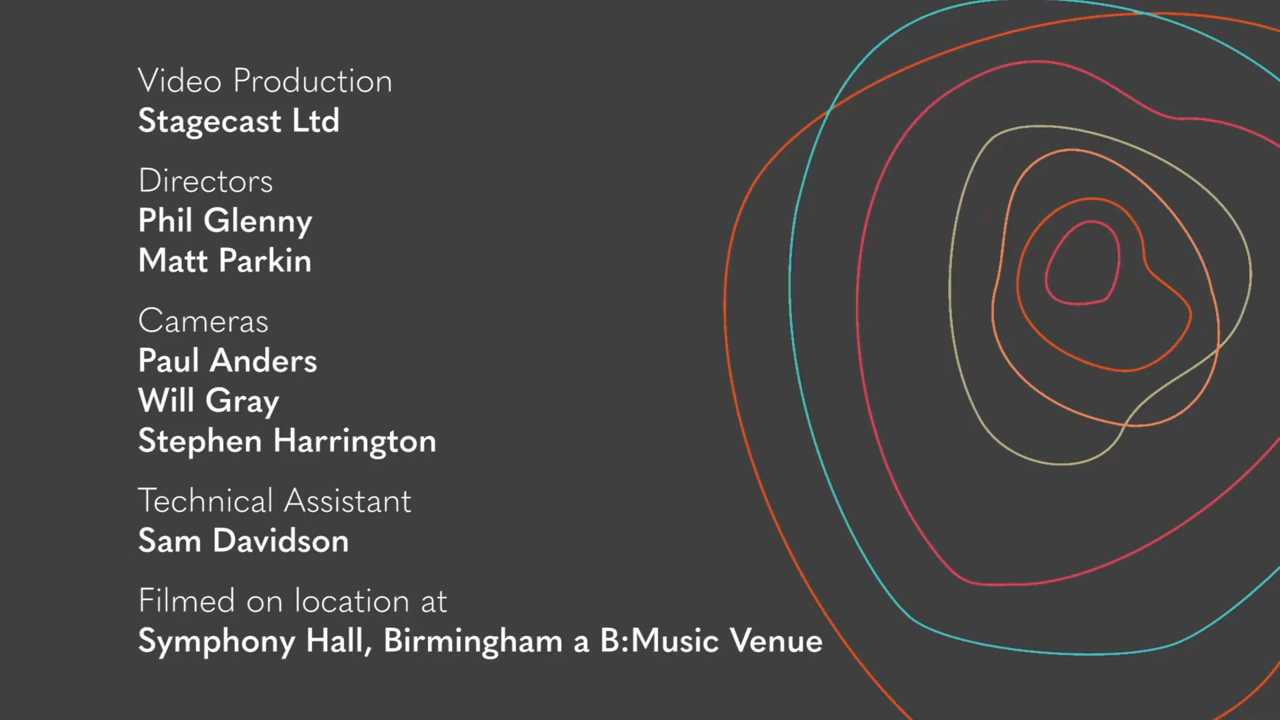 Video Production
Stagecast Ltd
Directors
Phil Glenny
Matt Parkin
Cameras
Paul Anders
Will Gray
Stephen Harrington
Technical Assistant
Sam Davidson
Filmed on location at
Symphony Hall, Birmingham a B:Music Venue